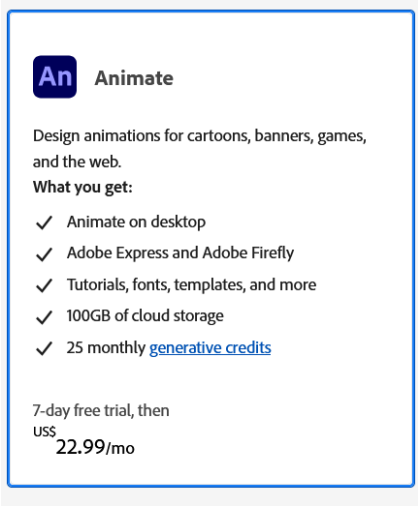 An Animate
Design animations for cartoons, banners, games,
and the web.
What you get:
Animate on desktop
Adobe Express and Adobe Firefly
Tutorials, fonts, templates, and more
100GB of cloud storage
25 monthly generative credits
7-day free trial, then
US$
22.99/mo